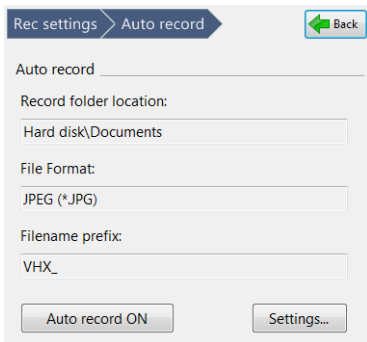 Rec settings Auto record Back
Auto record
Record folder location:
Hard disk\Documents
File Format:
JPEG (*.JPG)
Filename prefix:
VHX_
Auto record ON Settings...